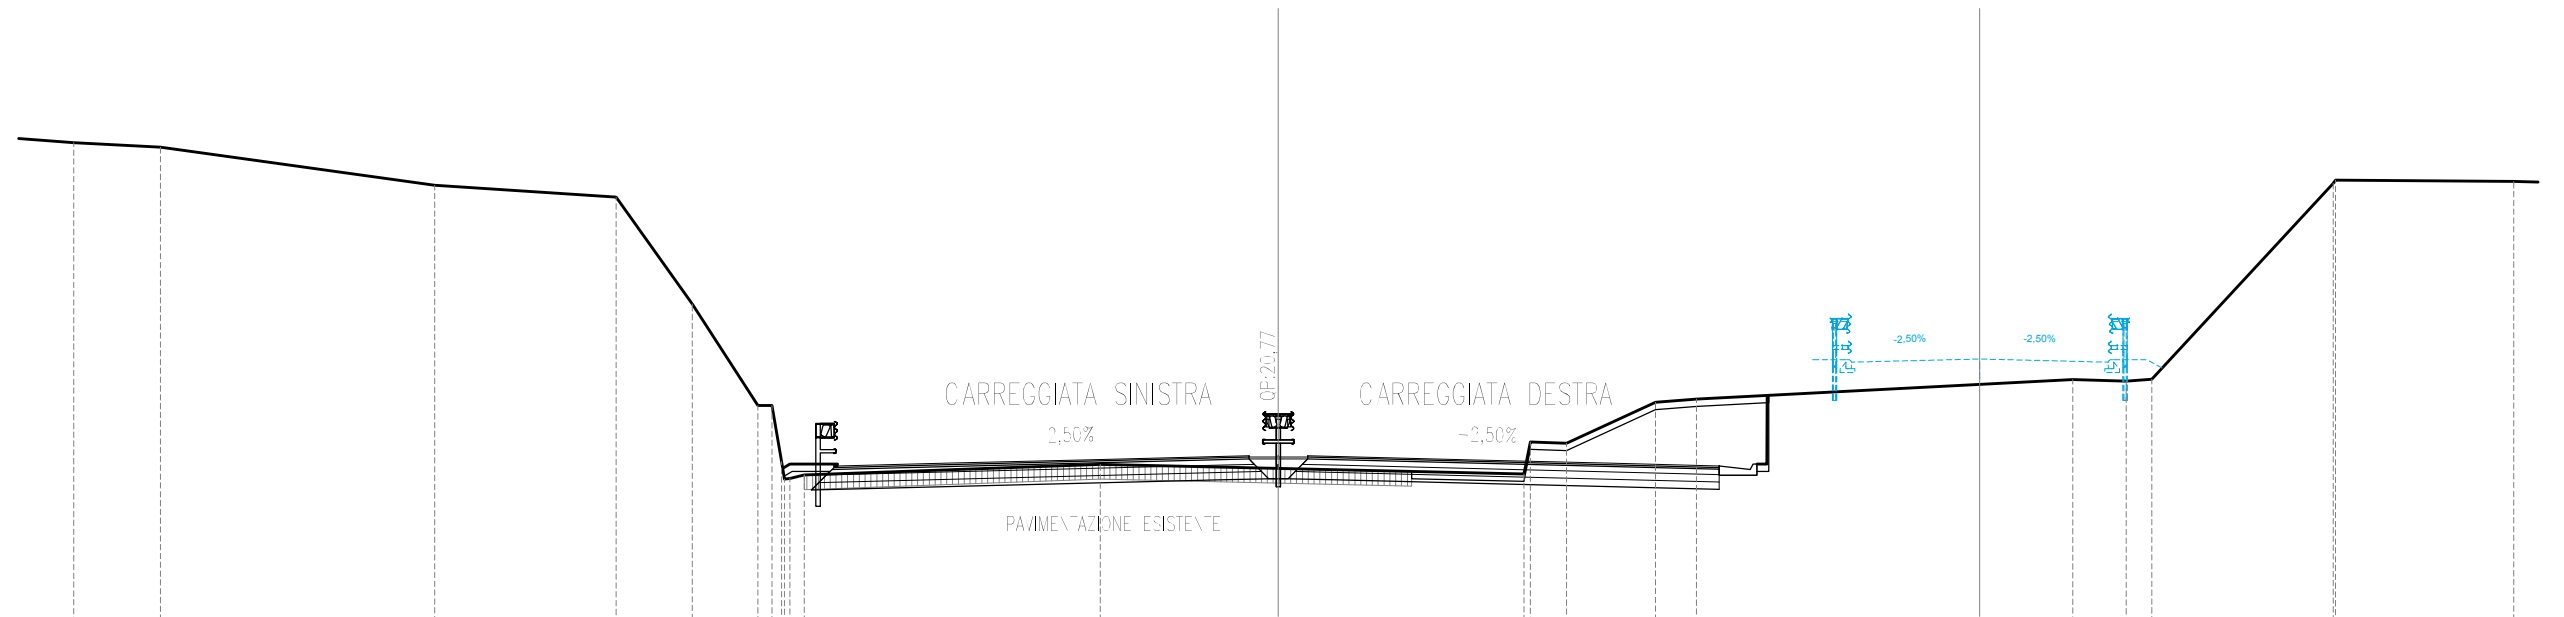 QP:20,77
-2,50%
-2,50%
CARREGGIATA SINISTRA
CARREGGIATA DESTRA
2,50%
-2,50%
PAVIMENTAZIONE ESISTENTE